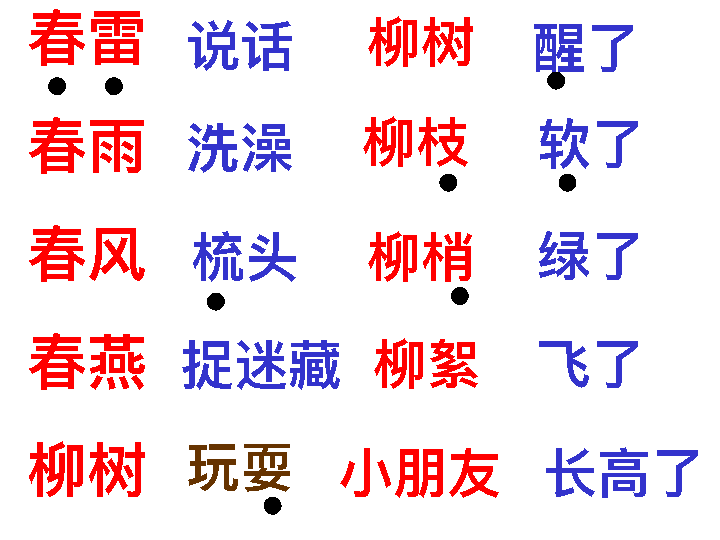 春雷 说话 柳树 醒了
春雨 洗澡 柳枝 软了
春风 梳头 柳梢 绿了
春燕 捉迷藏 柳絮 飞了
柳树 玩耍 小朋友 长高了